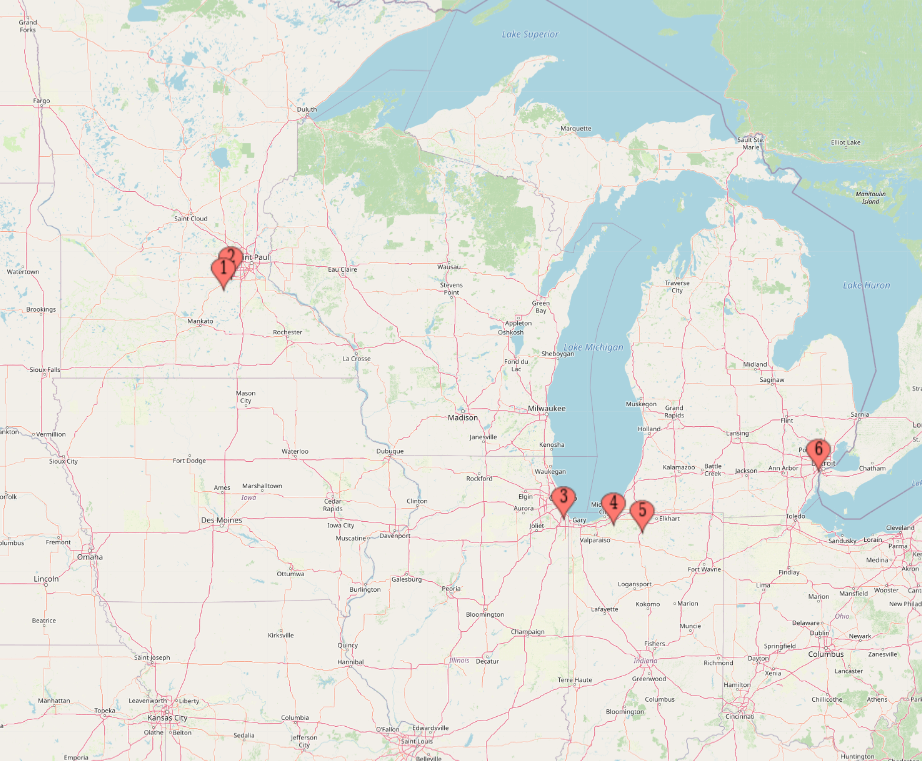 Grand
Forks
Lake Superior
Fargo
Duluth
Marquette
Sault Ste.
Marie
Elliot Lake
Manitoulin
Island
Saint Cloud
2
1
Watertown
Eau Claire
Wausau
Stevens
Point
Traverse
City
Lake Huron
Brookings
Mankato
Rochester
Green
Bay
Appleton
Oshkosh
La Crosse
Fond du
Lac
Sheboygan
Lake Michigan
Sioux Falls
Midland
Saginaw
Mason
City
Madison
Milwaukee
Muskegon
Grand
Rapids
Holland
Flint
Sarnia
Vermillion
Sioux City
Fort Dodge
Waterloo
Dubuque
Janesville
Kenosha
Lansing
6
Rockford
Waukegan
Kalamazoo
Battle
Creek
Jackson
Ann Arbor
Chatham
Ames
Marshalltown
Iowa
Cedar
Rapids
Clinton
Elgin
Aurora
3
4
5
Des Moines
Iowa City
Muscatine
Davenport
Joliet
Gary
Valparaiso
Elkhart
Toledo
Fremont
Omaha
Sandusky
Lorain
Cleveland
Parma
Medina
Akron
Lincoln
Ottumwa
Burlington
Galesburg
Peoria
Logansport
Fort Wayne
Findlay
Lima
Marion
Mansfield
Wooster
Beatrice
Kirksville
Quincy
Hannibal
Bloomington
Champaign
Lafayette
Kokomo
Marion
Muncie
Ohio
Delaware
Dublin
Newark
Columbus
Zanesville
Saint Joseph
Illinois
Decatur
Fishers
Indiana
Greenwood
Richmond
Springfield
Dayton
Xenia
Lancaster
Manhattan
Topeka
Leavenworth
Liberty
Kansas City
Olathe
Belton
Terre Haute
Columbus
Bloomington
Hamilton
Cincinnati
Chillicothe
Athens
Emporia
Sedalia
Columbia
Jefferson
City
O'Fallon
Edwardsville
Saint Louis
Belleville
Huntington